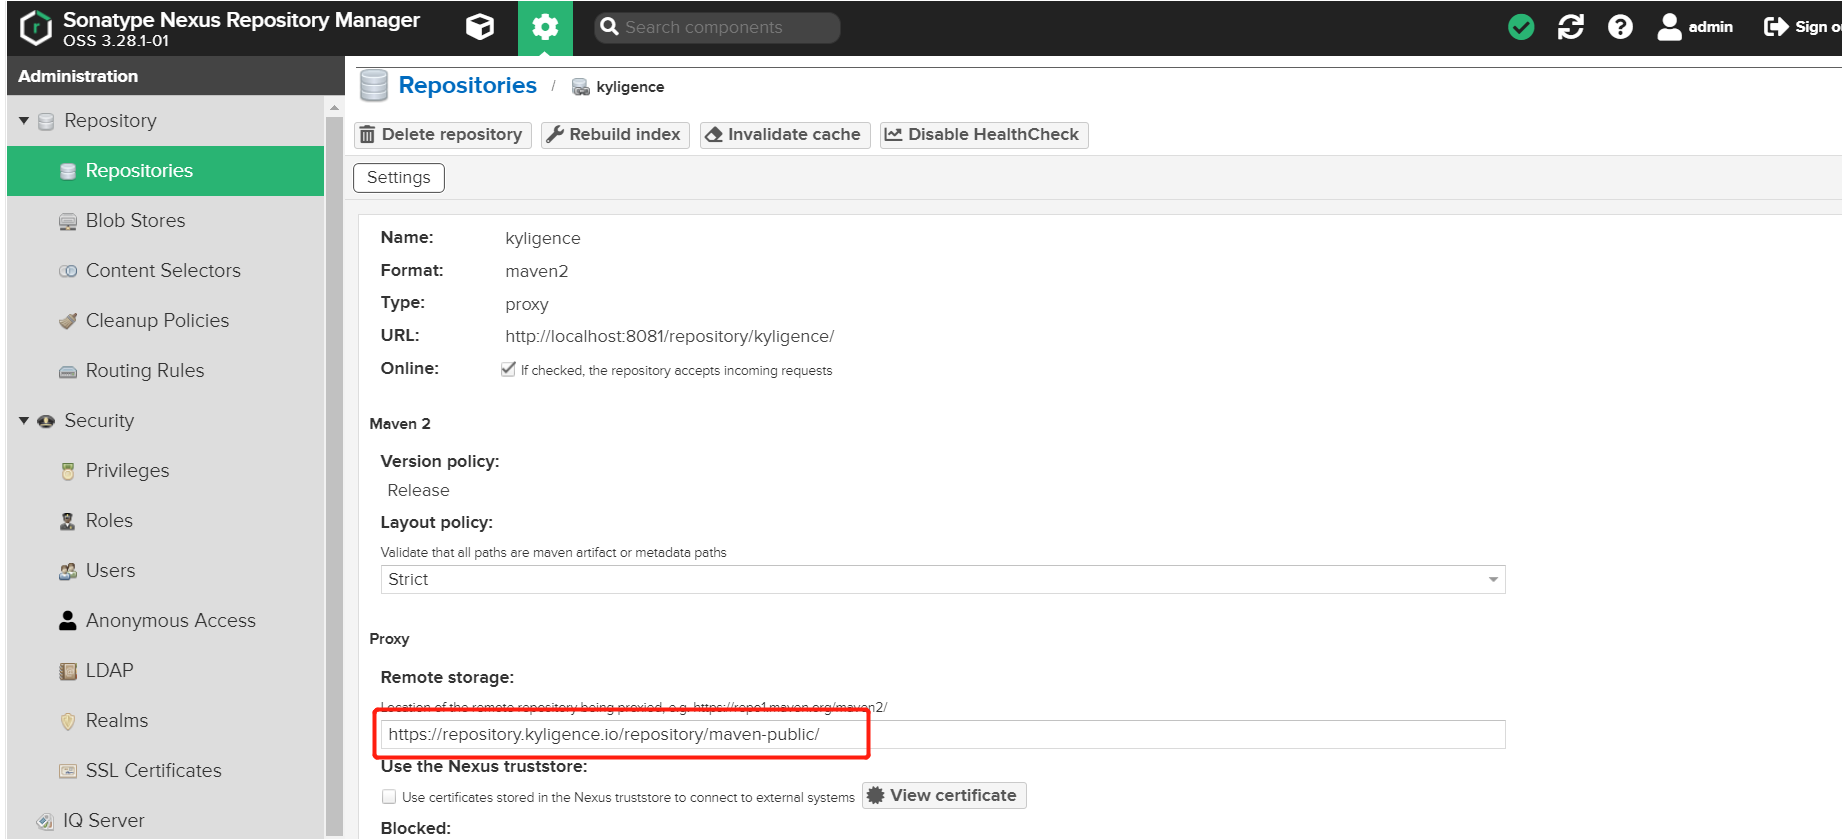 Sonatype Nexus Repository Manager
OSS 3.28.1-01
Search components
admin
Sign o
Administration
Repository
Repositories
Blob Stores
Content Selectors
Cleanup Policies
Routing Rules
Security
Privileges
Roles
Users
Anonymous Access
LDAP
Realms
SSL Certificates
IQ Server
Repositories / kyligence
Delete repository Rebuild index Invalidate cache Disable HealthCheck
Settings
Name: kyligence
Format: maven2
Type: proxy
URL: http://localhost:8081/repository/kyligence/
Online: If checked, the repository accepts incoming requests
Maven 2
Version policy:
Release
Layout policy:
Validate that all paths are maven artifact or metadata paths
Strict
Proxy
Remote storage:
Location of the remote repository being proxied, e.g. https://repo1.maven.org/maven2/
https://repository.kyligence.io/repository/maven-public/
Use the Nexus truststore:
Use certificates stored in the Nexus truststore to connect to external systems View certificate
Blocked: